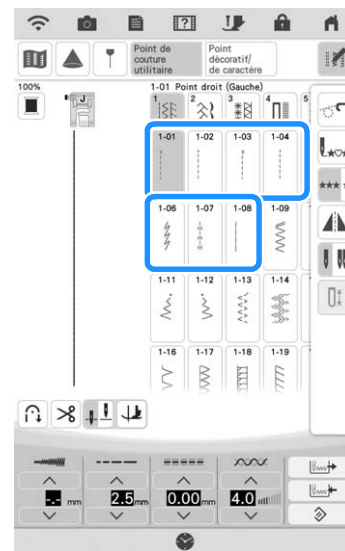 Point de
couture
utilitaire
Point
décoratif/
de caractère
100%
1-01 Point droit (Gauche)
J
1 2 3 4 5
1-01 1-02 1-03 1-04
1-06 1-07 1-08 1-09
1-11 1-12 1-13 1-14
1-16 1-17 1-18 1-19
-.- mm 2.5 mm 0.00 mm 4.0